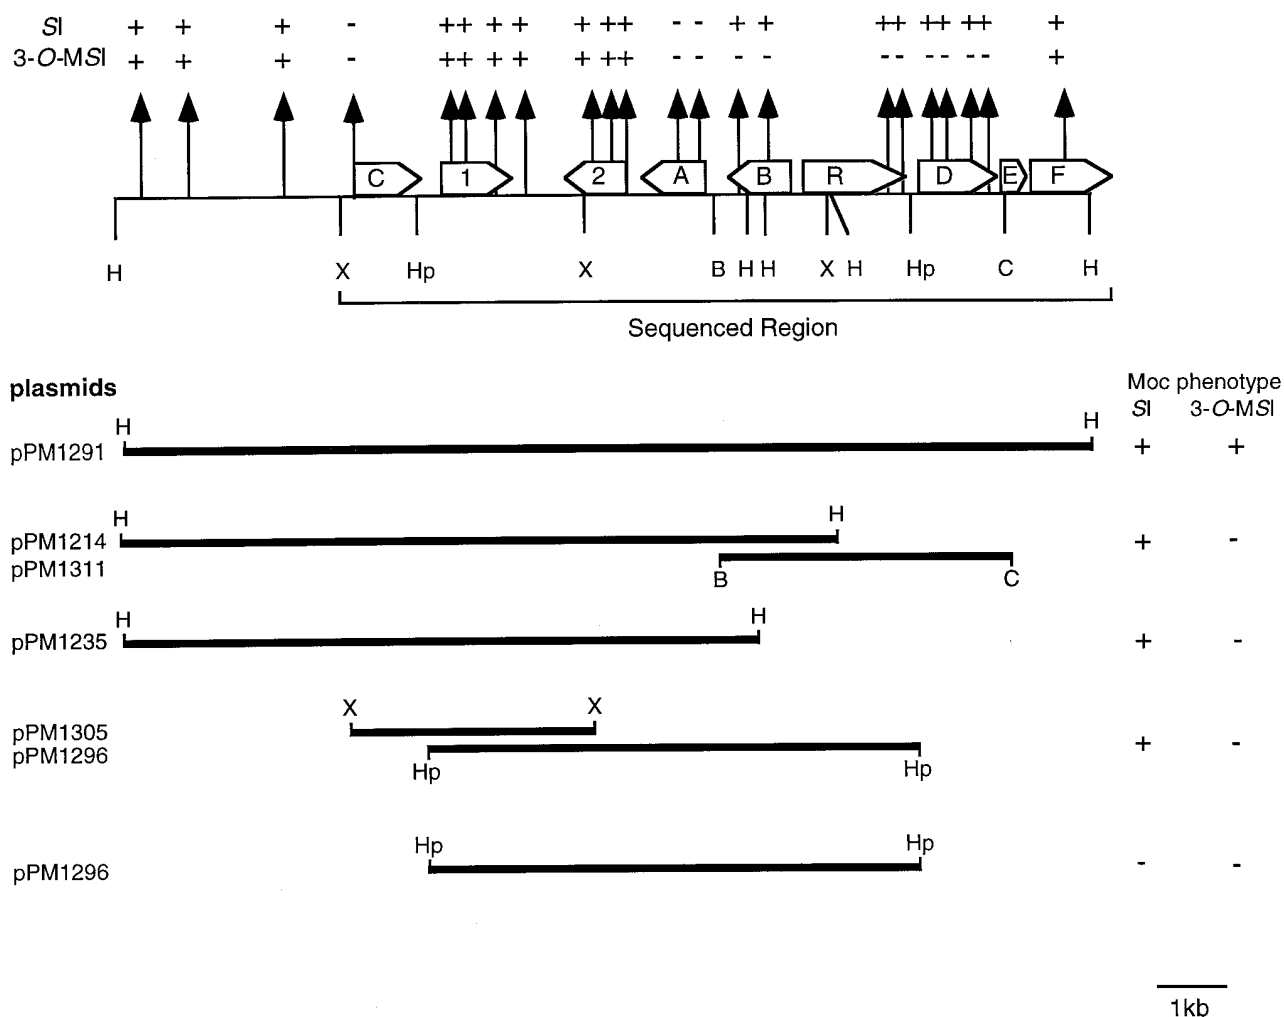 SI + + + - ++ + + + ++ - - + + ++ ++ ++ +
3-O-MSI + + + - ++ + + + ++ - - - - -- -- -- +
C 1 2 A B R D E F
H X Hp X B H H X H Hp C H
Sequenced Region
plasmids
Moc phenotype
SI 3-O-MSI
H H
pPM1291 + +
H H
pPM1214 + -
pPM1311
B C
H H
pPM1235 + -
X X
pPM1305
pPM1296 + -
Hp Hp
Hp Hp
pPM1296 - -
1kb